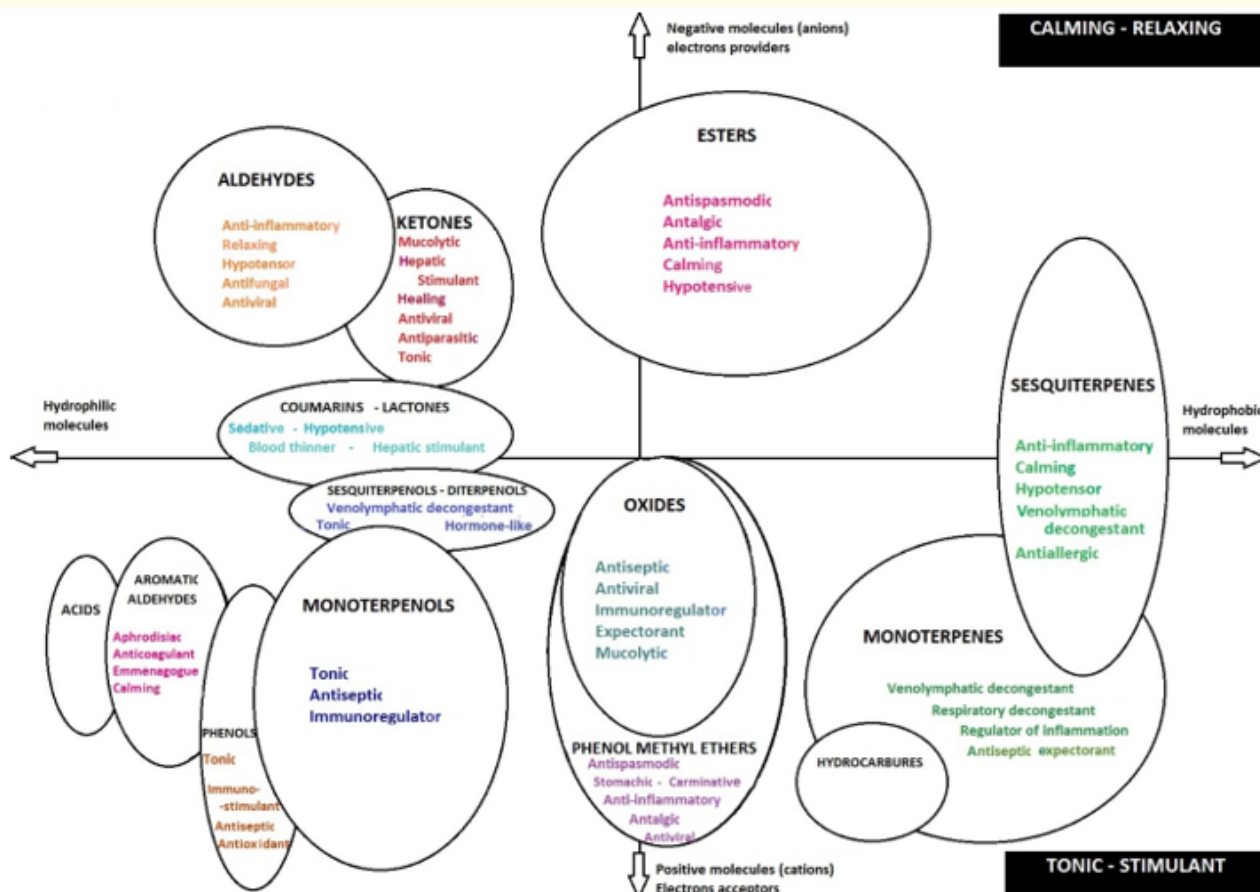 Negative molecules (anions)
electrons providers
CALMING - RELAXING
ESTERS
Antispasmodic
Antalgic
Anti-inflammatory
Calming
Hypotensive
ALDEHYDES
Anti-inflammatory
Relaxing
Hypotensor
Antifungal
Antiviral
KETONES
Mucolytic
Hepatic
Stimulant
Healing
Antiviral
Antiparasitic
Tonic
Hydrophilic
molecules
COUMARINS - LACTONES
Sedative - Hypotensive
Blood thinner - Hepatic stimulant
SESQUITERPENES
Anti-inflammatory
Calming
Hypotensor
Venolymphatic
decongestant
Antiallergic
Hydrophobic
molecules
SESQUITERPENOLS - DITERPENOLS
Venolymphatic decongestant
Tonic Hormone-like
OXIDES
Antiseptic
Antiviral
Immunoregulator
Expectorant
Mucolytic
ACIDS
AROMATIC
ALDEHYDES
Aphrodisiac
Anticoagulant
Emmenagogue
Calming
MONOTERPENOLS
Tonic
Antiseptic
Immunoregulator
MONOTERPENES
Venolymphatic decongestant
Respiratory decongestant
Regulator of inflammation
Antiseptic expectorant
PHENOLS
Tonic
Immuno-
-stimulant
Antiseptic
Antioxidant
PHENOL METHYL ETHERS
Antispasmodic
Stomachic - Carminative
Anti-inflammatory
Antalgic
Antiviral
HYDROCARBURES
Positive molecules (cations)
Electrons acceptors
TONIC - STIMULANT